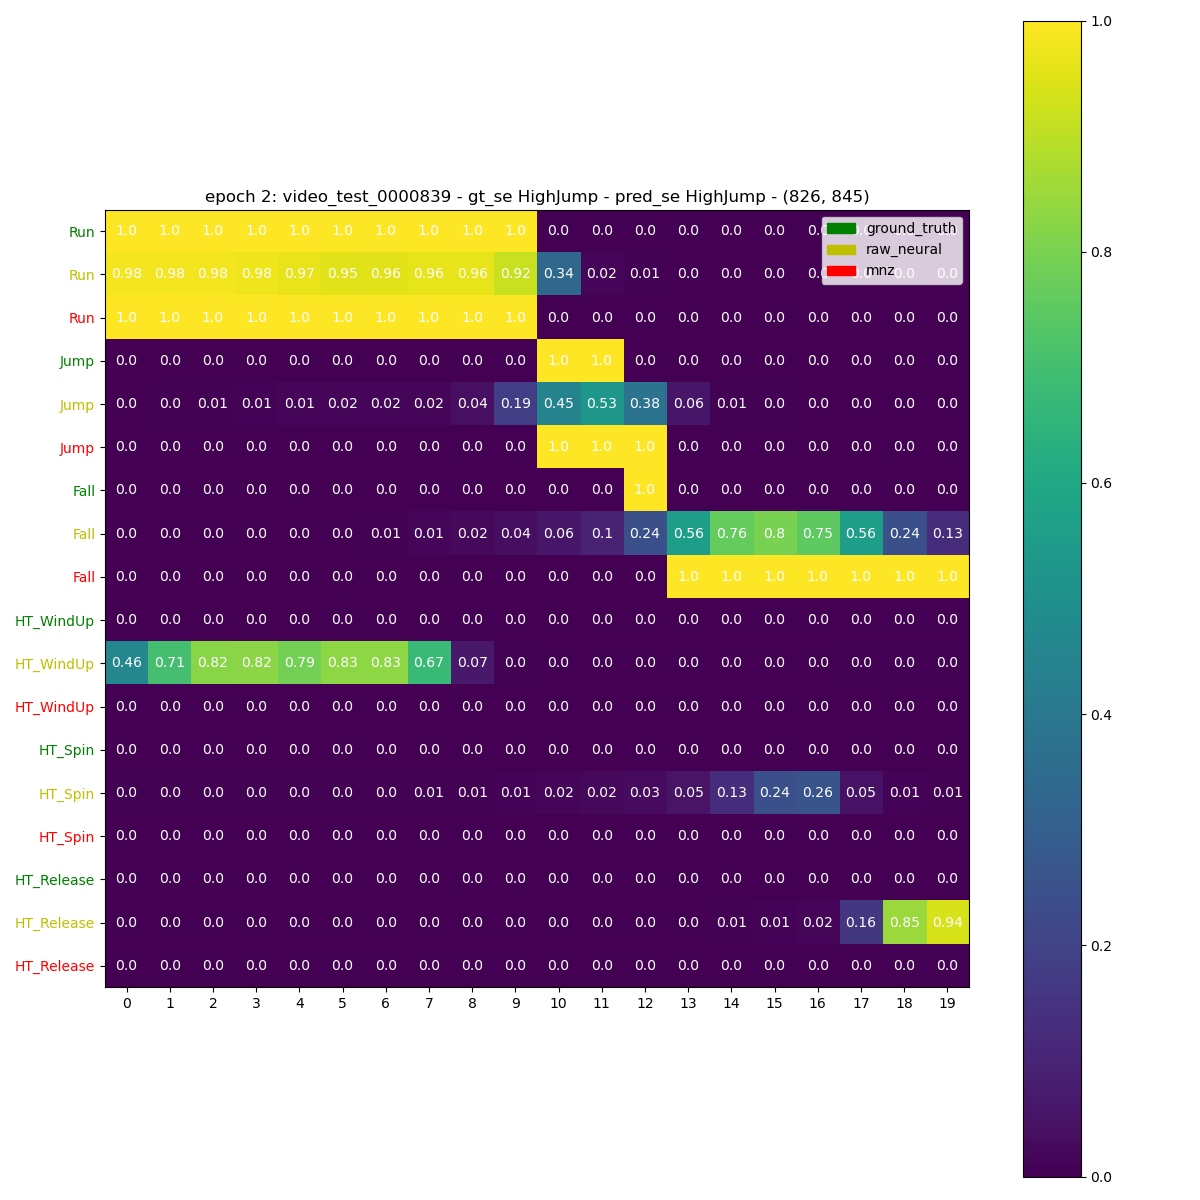 epoch 2: video_test_0000839 - gt_se HighJump - pred_se HighJump - (826, 845)
ground_truth
raw_neural
mnz
Run 1.0 1.0 1.0 1.0 1.0 1.0 1.0 1.0 1.0 1.0 0.0 0.0 0.0 0.0 0.0 0.0
Run 0.98 0.98 0.98 0.98 0.97 0.95 0.96 0.96 0.96 0.92 0.34 0.02 0.01 0.0 0.0 0.0 0.0 0.0
Run 1.0 1.0 1.0 1.0 1.0 1.0 1.0 1.0 1.0 1.0 0.0 0.0 0.0 0.0 0.0 0.0 0.0 0.0 0.0 0.0
Jump 0.0 0.0 0.0 0.0 0.0 0.0 0.0 0.0 0.0 0.0 1.0 1.0 0.0 0.0 0.0 0.0 0.0 0.0 0.0 0.0
Jump 0.0 0.0 0.01 0.01 0.01 0.02 0.02 0.02 0.04 0.19 0.45 0.53 0.38 0.06 0.01 0.0 0.0 0.0 0.0 0.0
Jump 0.0 0.0 0.0 0.0 0.0 0.0 0.0 0.0 0.0 0.0 1.0 1.0 1.0 0.0 0.0 0.0 0.0 0.0 0.0 0.0
Fall 0.0 0.0 0.0 0.0 0.0 0.0 0.0 0.0 0.0 0.0 0.0 0.0 1.0 0.0 0.0 0.0 0.0 0.0 0.0 0.0
Fall 0.0 0.0 0.0 0.0 0.0 0.0 0.01 0.01 0.02 0.04 0.06 0.1 0.24 0.56 0.76 0.8 0.75 0.56 0.24 0.13
Fall 0.0 0.0 0.0 0.0 0.0 0.0 0.0 0.0 0.0 0.0 0.0 0.0 0.0 1.0 1.0 1.0 1.0 1.0 1.0 1.0
HT_WindUp 0.0 0.0 0.0 0.0 0.0 0.0 0.0 0.0 0.0 0.0 0.0 0.0 0.0 0.0 0.0 0.0 0.0 0.0 0.0 0.0
HT_WindUp 0.46 0.71 0.82 0.82 0.79 0.83 0.83 0.67 0.07 0.0 0.0 0.0 0.0 0.0 0.0 0.0 0.0 0.0 0.0 0.0
HT_WindUp 0.0 0.0 0.0 0.0 0.0 0.0 0.0 0.0 0.0 0.0 0.0 0.0 0.0 0.0 0.0 0.0 0.0 0.0 0.0 0.0
HT_Spin 0.0 0.0 0.0 0.0 0.0 0.0 0.0 0.0 0.0 0.0 0.0 0.0 0.0 0.0 0.0 0.0 0.0 0.0 0.0 0.0
HT_Spin 0.0 0.0 0.0 0.0 0.0 0.0 0.0 0.01 0.01 0.01 0.02 0.02 0.03 0.05 0.13 0.24 0.26 0.05 0.01 0.01
HT_Spin 0.0 0.0 0.0 0.0 0.0 0.0 0.0 0.0 0.0 0.0 0.0 0.0 0.0 0.0 0.0 0.0 0.0 0.0 0.0 0.0
HT_Release 0.0 0.0 0.0 0.0 0.0 0.0 0.0 0.0 0.0 0.0 0.0 0.0 0.0 0.0 0.0 0.0 0.0 0.0 0.0 0.0
HT_Release 0.0 0.0 0.0 0.0 0.0 0.0 0.0 0.0 0.0 0.0 0.0 0.0 0.0 0.0 0.01 0.01 0.02 0.16 0.85 0.94
HT_Release 0.0 0.0 0.0 0.0 0.0 0.0 0.0 0.0 0.0 0.0 0.0 0.0 0.0 0.0 0.0 0.0 0.0 0.0 0.0 0.0
0 1 2 3 4 5 6 7 8 9 10 11 12 13 14 15 16 17 18 19
1.0
0.8
0.6
0.4
0.2
0.0